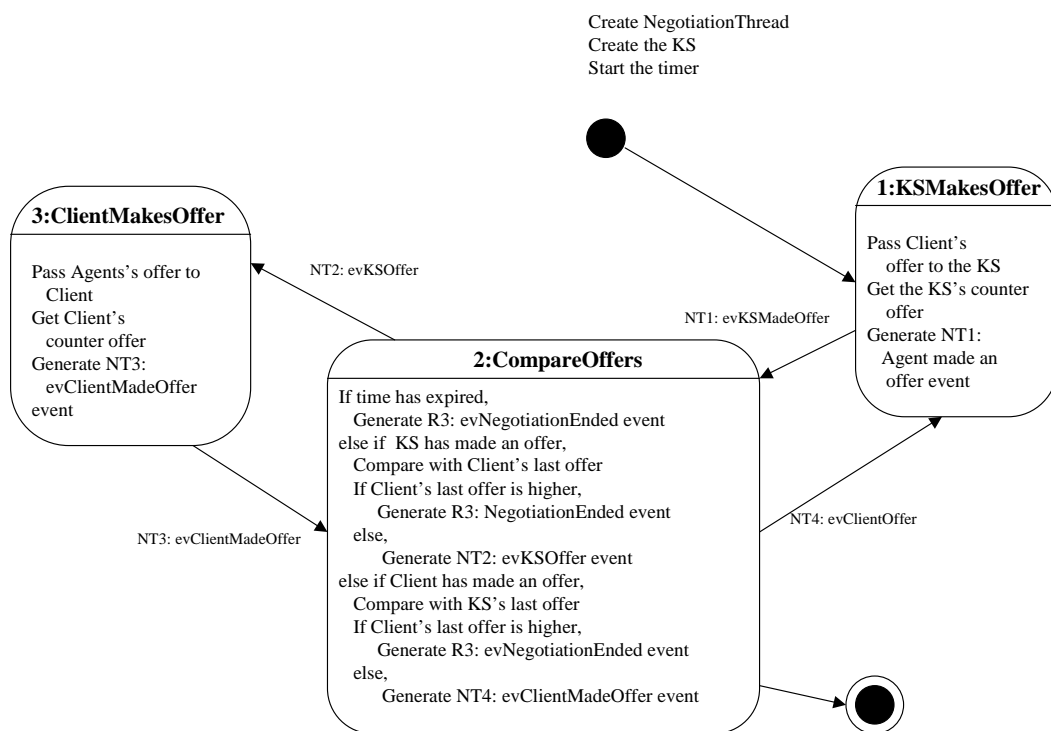 Create NegotiationThread
Create the KS
Start the timer
1:KSMakesOffer
Pass Client's
offer to the KS
Get the KS's counter
offer
Generate NT1:
Agent made an
offer event
3:ClientMakesOffer
Pass Agents's offer to
Client
Get Client's
counter offer
Generate NT3:
evClientMadeOffer
event
NT2: evKSOffer
NT1: evKSMadeOffer
2:CompareOffers
If time has expired,
Generate R3: evNegotiationEnded event
else if  KS has made an offer,
Compare with Client's last offer
If Client's last offer is higher,
Generate R3: NegotiationEnded event
else,
Generate NT2: evKSOffer event
else if Client has made an offer,
Compare with KS's last offer
If Client's last offer is higher,
Generate R3: evNegotiationEnded event
else,
Generate NT4: evClientMadeOffer event
NT3: evClientMadeOffer
NT4: evClientOffer